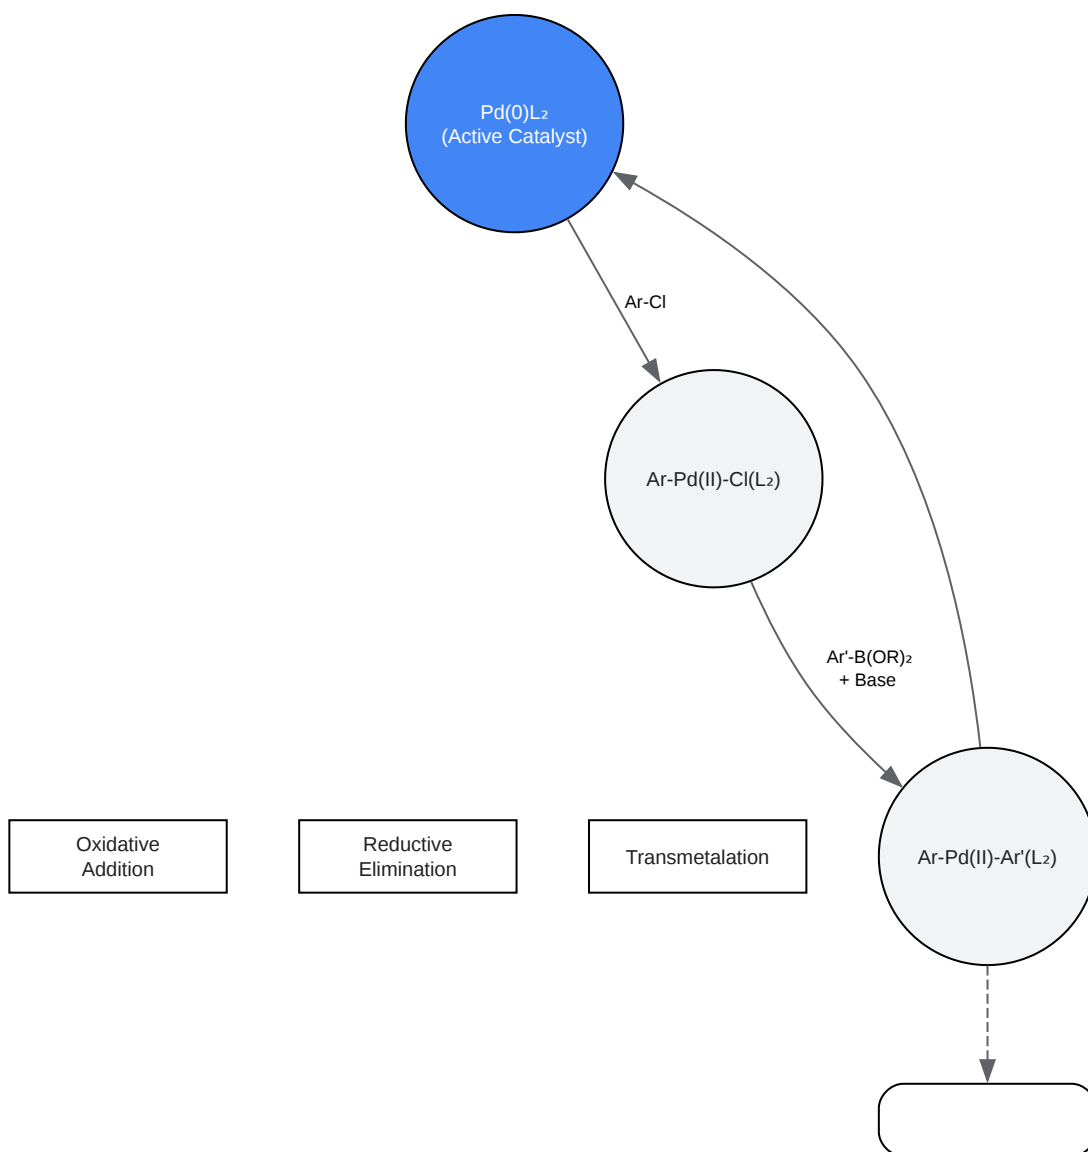 Pd(0)L₂
(Active Catalyst)
Ar-Cl
Ar-Pd(II)-Cl(L₂)
Ar'-B(OR)₂
+ Base
Oxidative
Addition
Reductive
Elimination
Transmetalation
Ar-Pd(II)-Ar'(L₂)